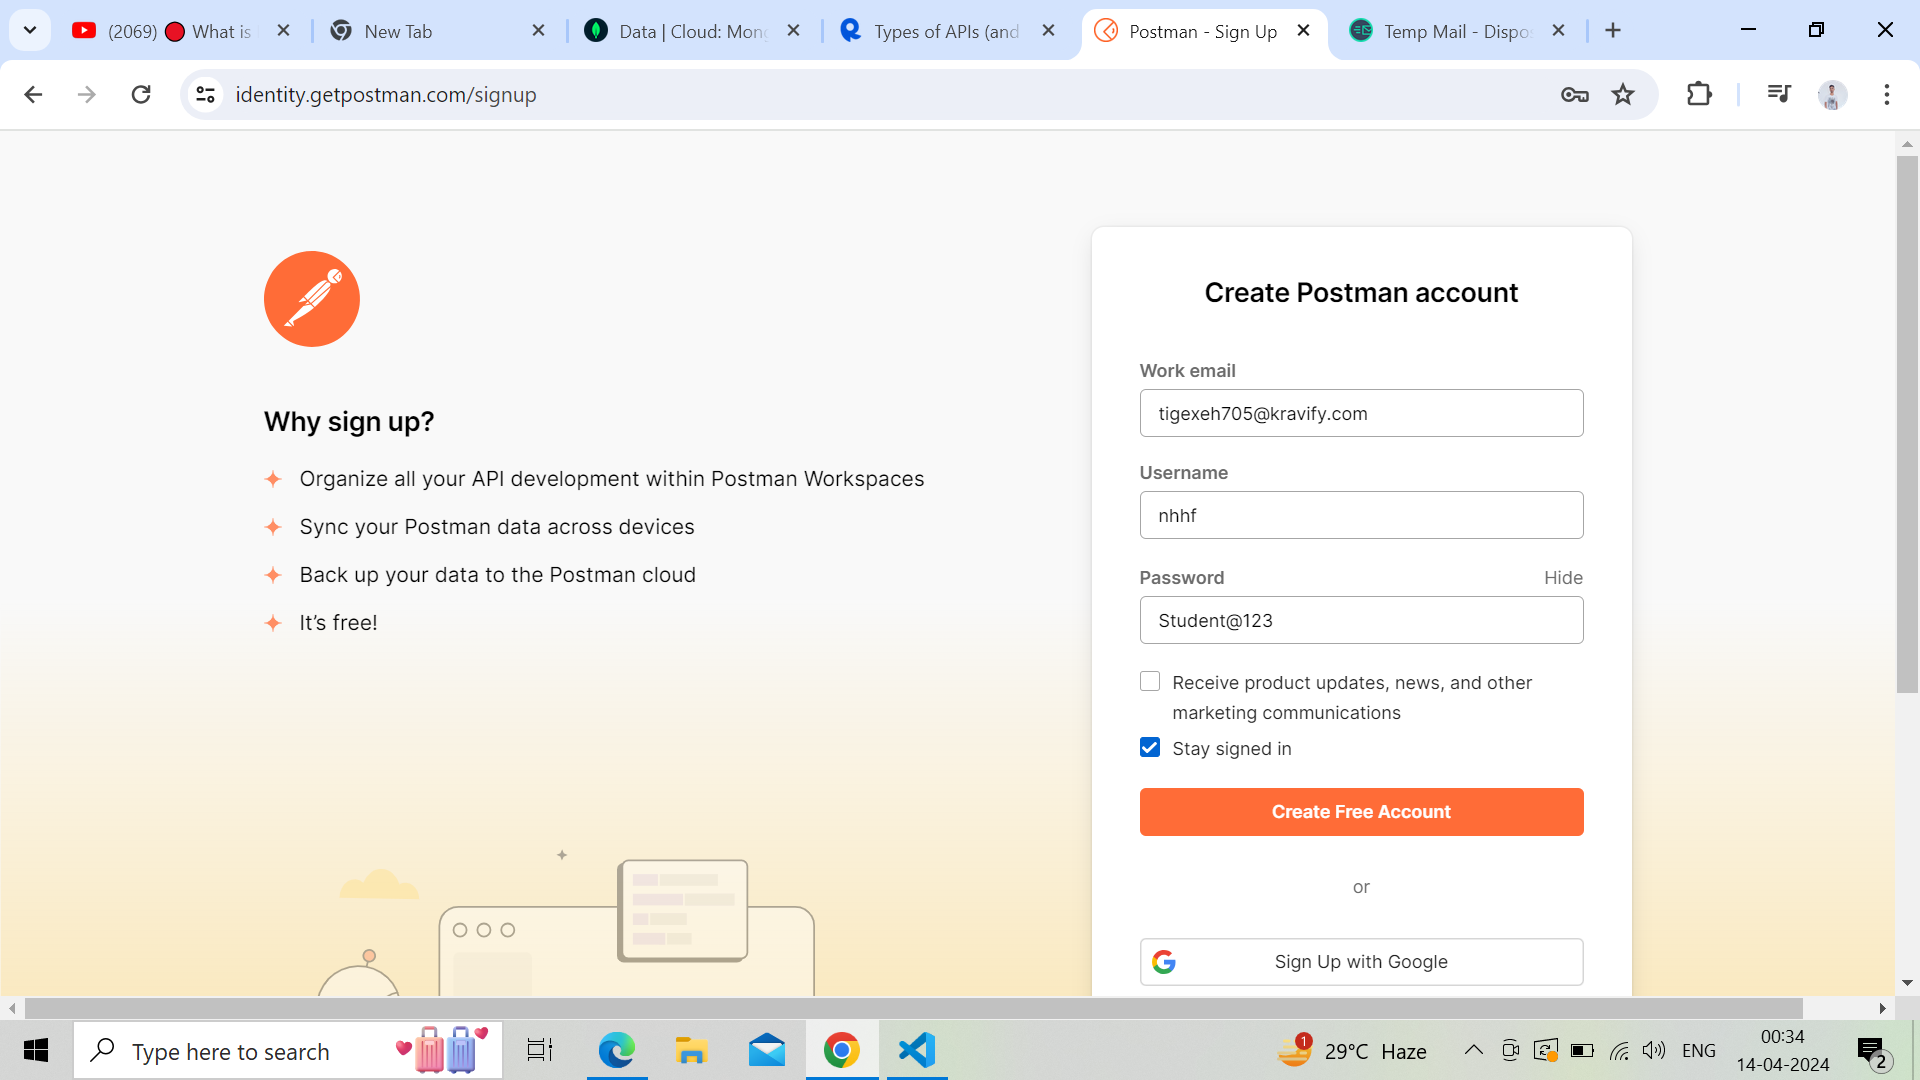 (2069) 🔴 What is
New Tab
Data | Cloud: Mong
Types of APIs (and
Postman - Sign Up
Temp Mail - Dispos
identity.getpostman.com/signup
Create Postman account
Work email
tigexeh705@kravify.com
Username
nhhf
Password
Hide
Student@123
Receive product updates, news, and other
marketing communications
Stay signed in
Create Free Account
or
Sign Up with Google
Why sign up?
Organize all your API development within Postman Workspaces
Sync your Postman data across devices
Back up your data to the Postman cloud
It’s free!
Type here to search
1
29°C Haze
ENG
00:34
14-04-2024
2